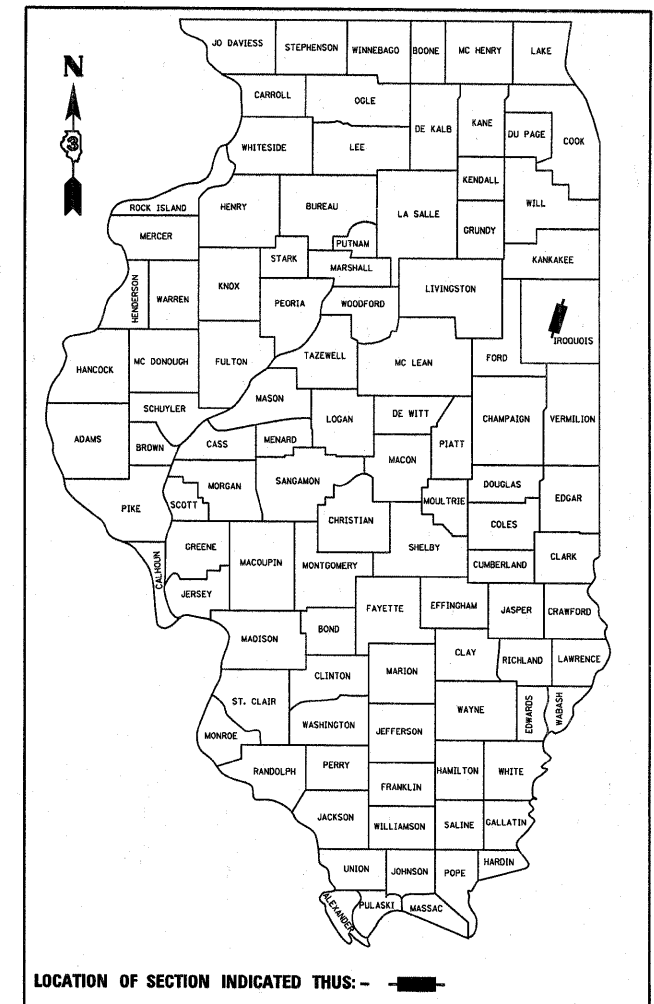 JO DAVIESS
STEPHENSON
WINNEBAGO
BOONE
MC HENRY
LAKE
N
CARROLL
OGLE
DE KALB
KANE
DU PAGE
COOK
WHITESIDE
LEE
KENDALL
ROCK ISLAND
HENRY
BUREAU
LA SALLE
WILL
MERCER
PUTNAM
GRUNDY
STARK
MARSHALL
KANKAKEE
HENDERSON
WARREN
KNOX
PEORIA
WOODFORD
LIVINGSTON
IROQUOIS
HANCOCK
MC DONOUGH
FULTON
TAZEWELL
MC LEAN
FORD
SCHUYLER
MASON
LOGAN
DE WITT
CHAMPAIGN
VERMILION
ADAMS
BROWN
CASS
MENARD
MACON
PIATT
PIKE
SCOTT
MORGAN
SANGAMON
CHRISTIAN
MOULTRIE
DOUGLAS
EDGAR
COLES
CALHOUN
GREENE
MACOUPIN
MONTGOMERY
SHELBY
CUMBERLAND
CLARK
JERSEY
FAYETTE
EFFINGHAM
JASPER
CRAWFORD
MADISON
BOND
CLAY
RICHLAND
LAWRENCE
CLINTON
MARION
ST. CLAIR
WAYNE
EDWARDS
WABASH
MONROE
WASHINGTON
JEFFERSON
RANDOLPH
PERRY
HAMILTON
WHITE
FRANKLIN
JACKSON
WILLIAMSON
SALINE
GALLATIN
UNION
JOHNSON
POPE
HARDIN
ALEXANDER
PULASKI
MASSAC
LOCATION OF SECTION INDICATED THUS: -